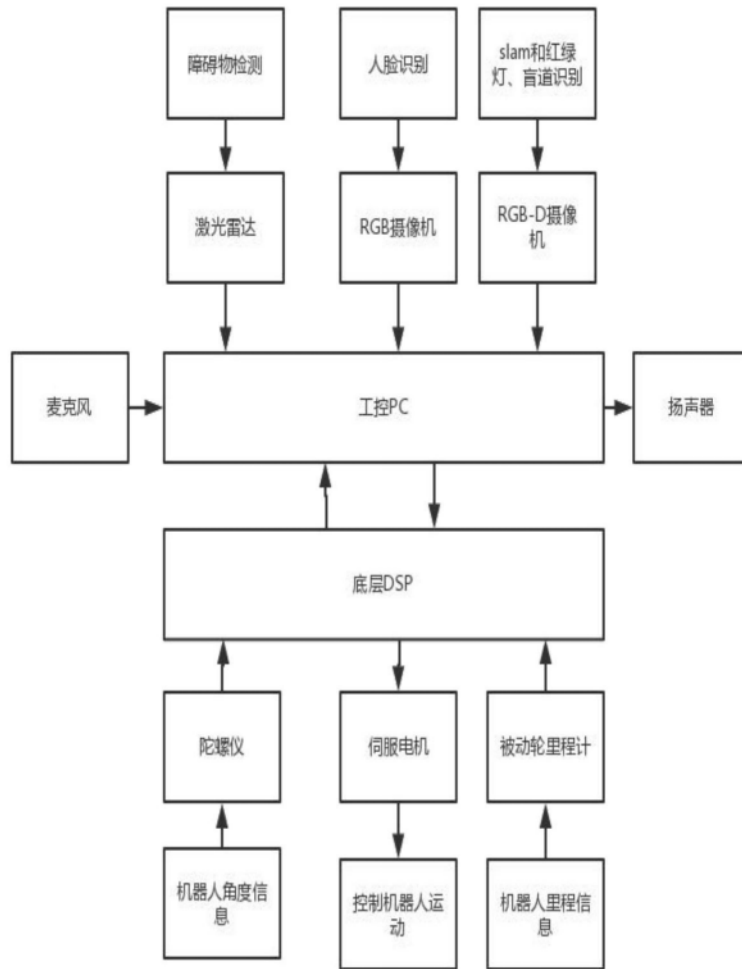 障碍物检测
人脸识别
slam和红绿
灯、盲道识别
激光雷达
RGB摄像机
RGB-D摄像
机
麦克风
工控PC
扬声器
底层DSP
陀螺仪
伺服电机
被动轮里程计
机器人角度信
息
控制机器人运
动
机器人里程信
息